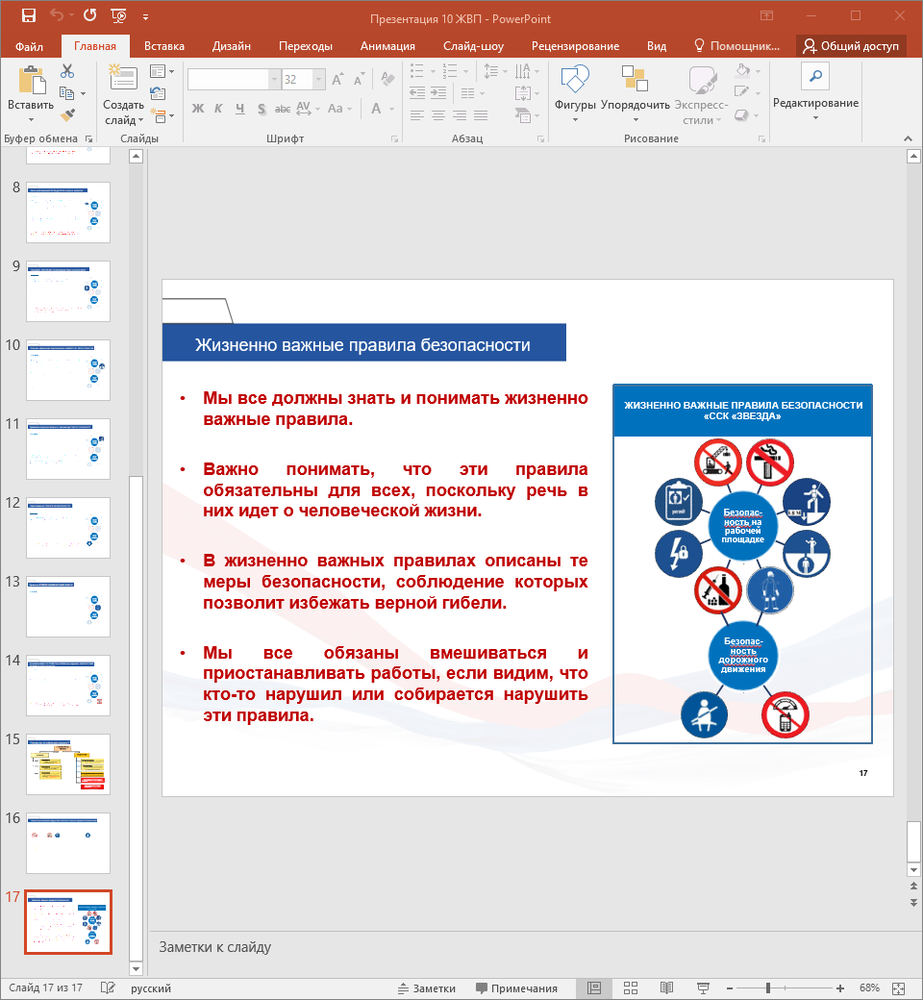 Презентация 10 ЖВП - PowerPoint
Файл
Главная
Вставка
Дизайн
Переходы
Анимация
Слайд-шоу
Рецензирование
Вид
Помощник...
Общий доступ
Вставить
Создать
слайд
32
Ж
К
Ч
S
abc
AV
Aa
A
Фигуры
Упорядочить
Экспресс-
стили
Редактирование
Буфер обмена
Слайды
Шрифт
Абзац
Рисование
8
9
10
11
12
13
14
15
16
17
Жизненно важные правила безопасности
• Мы все должны знать и понимать жизненно
важные правила.
• Важно понимать, что эти правила
обязательны для всех, поскольку речь в
них идет о человеческой жизни.
• В жизненно важных правилах описаны те
меры безопасности, соблюдение которых
позволит избежать верной гибели.
• Мы все обязаны вмешиваться и
приостанавливать работы, если видим, что
кто-то нарушил или собирается нарушить
эти правила.
ЖИЗНЕННО ВАЖНЫЕ ПРАВИЛА БЕЗОПАСНОСТИ
«ССК «ЗВЕЗДА»
permit
Безопас-
ность на
рабочей
площадке
Безопас-
ность
дорожного
движения
17
Заметки к слайду
Слайд 17 из 17
русский
Заметки
Примечания
68%